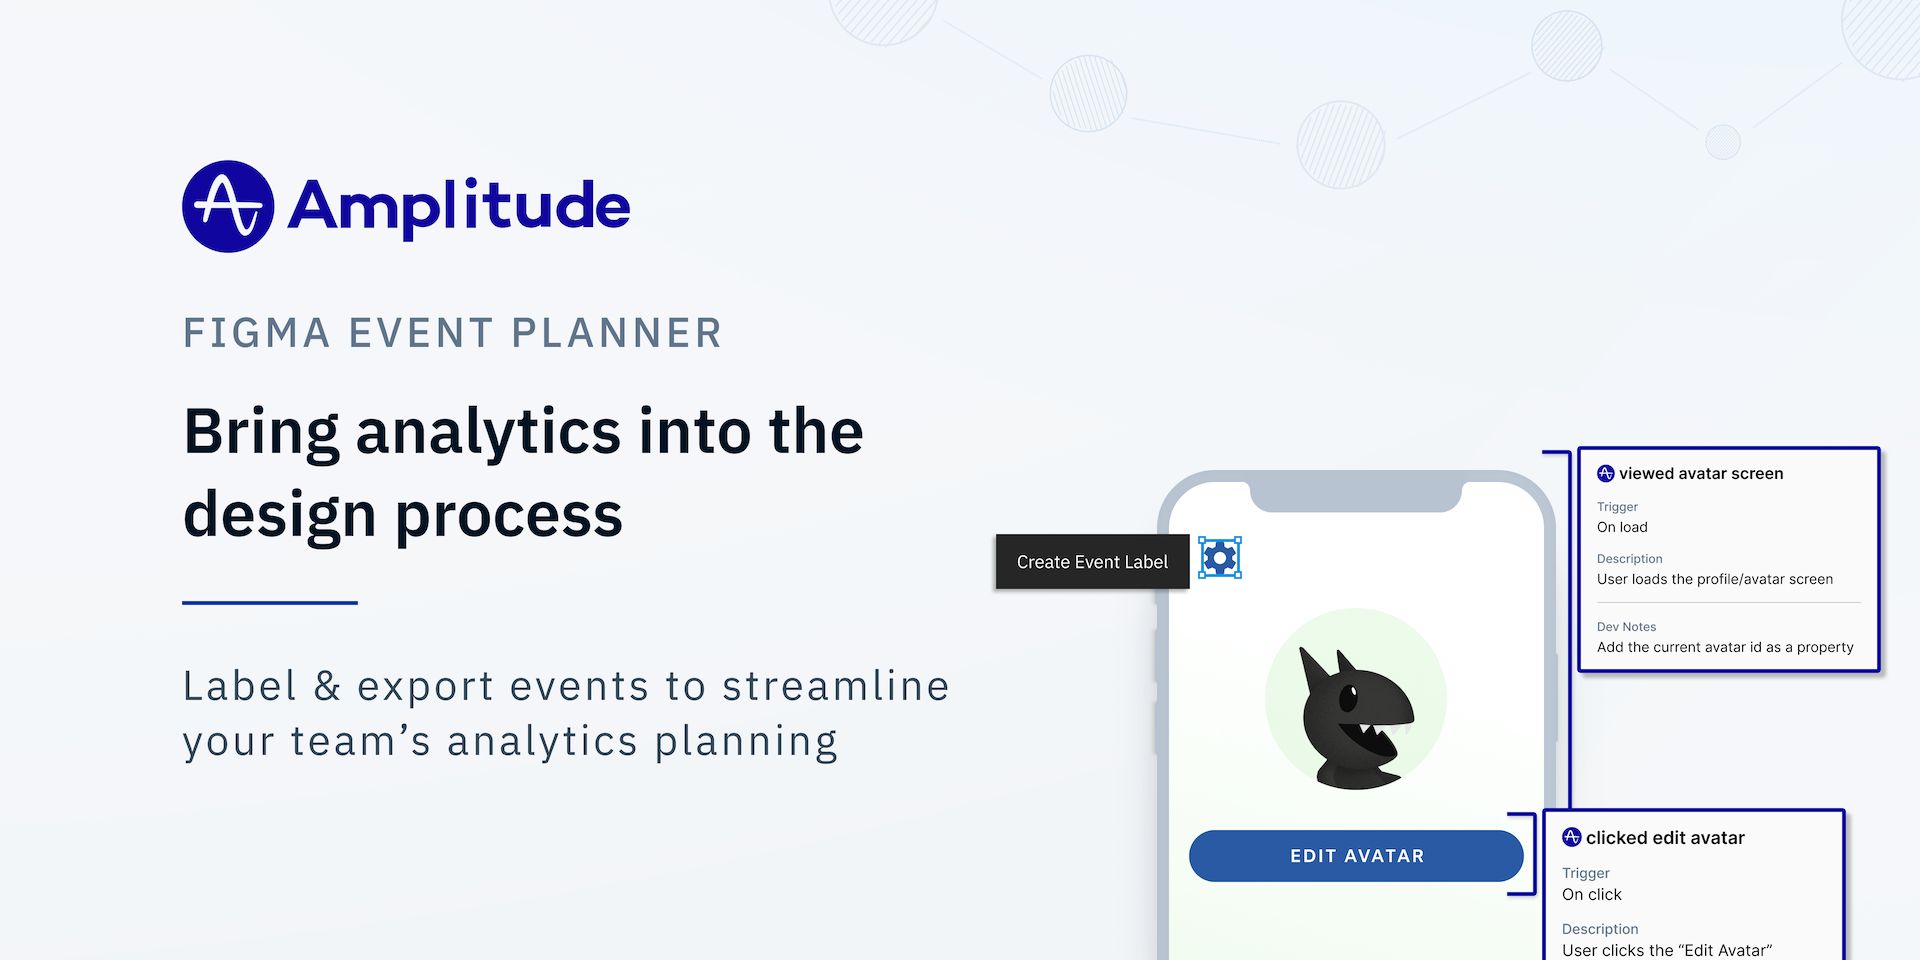 Amplitude
FIGMA EVENT PLANNER
Bring analytics into the
design process
Label & export events to streamline
your team’s analytics planning
Create Event Label
EDIT AVATAR
viewed avatar screen
Trigger
On load
Description
User loads the profile/avatar screen
Dev Notes
Add the current avatar id as a property
clicked edit avatar
Trigger
On click
Description
User clicks the “Edit Avatar”